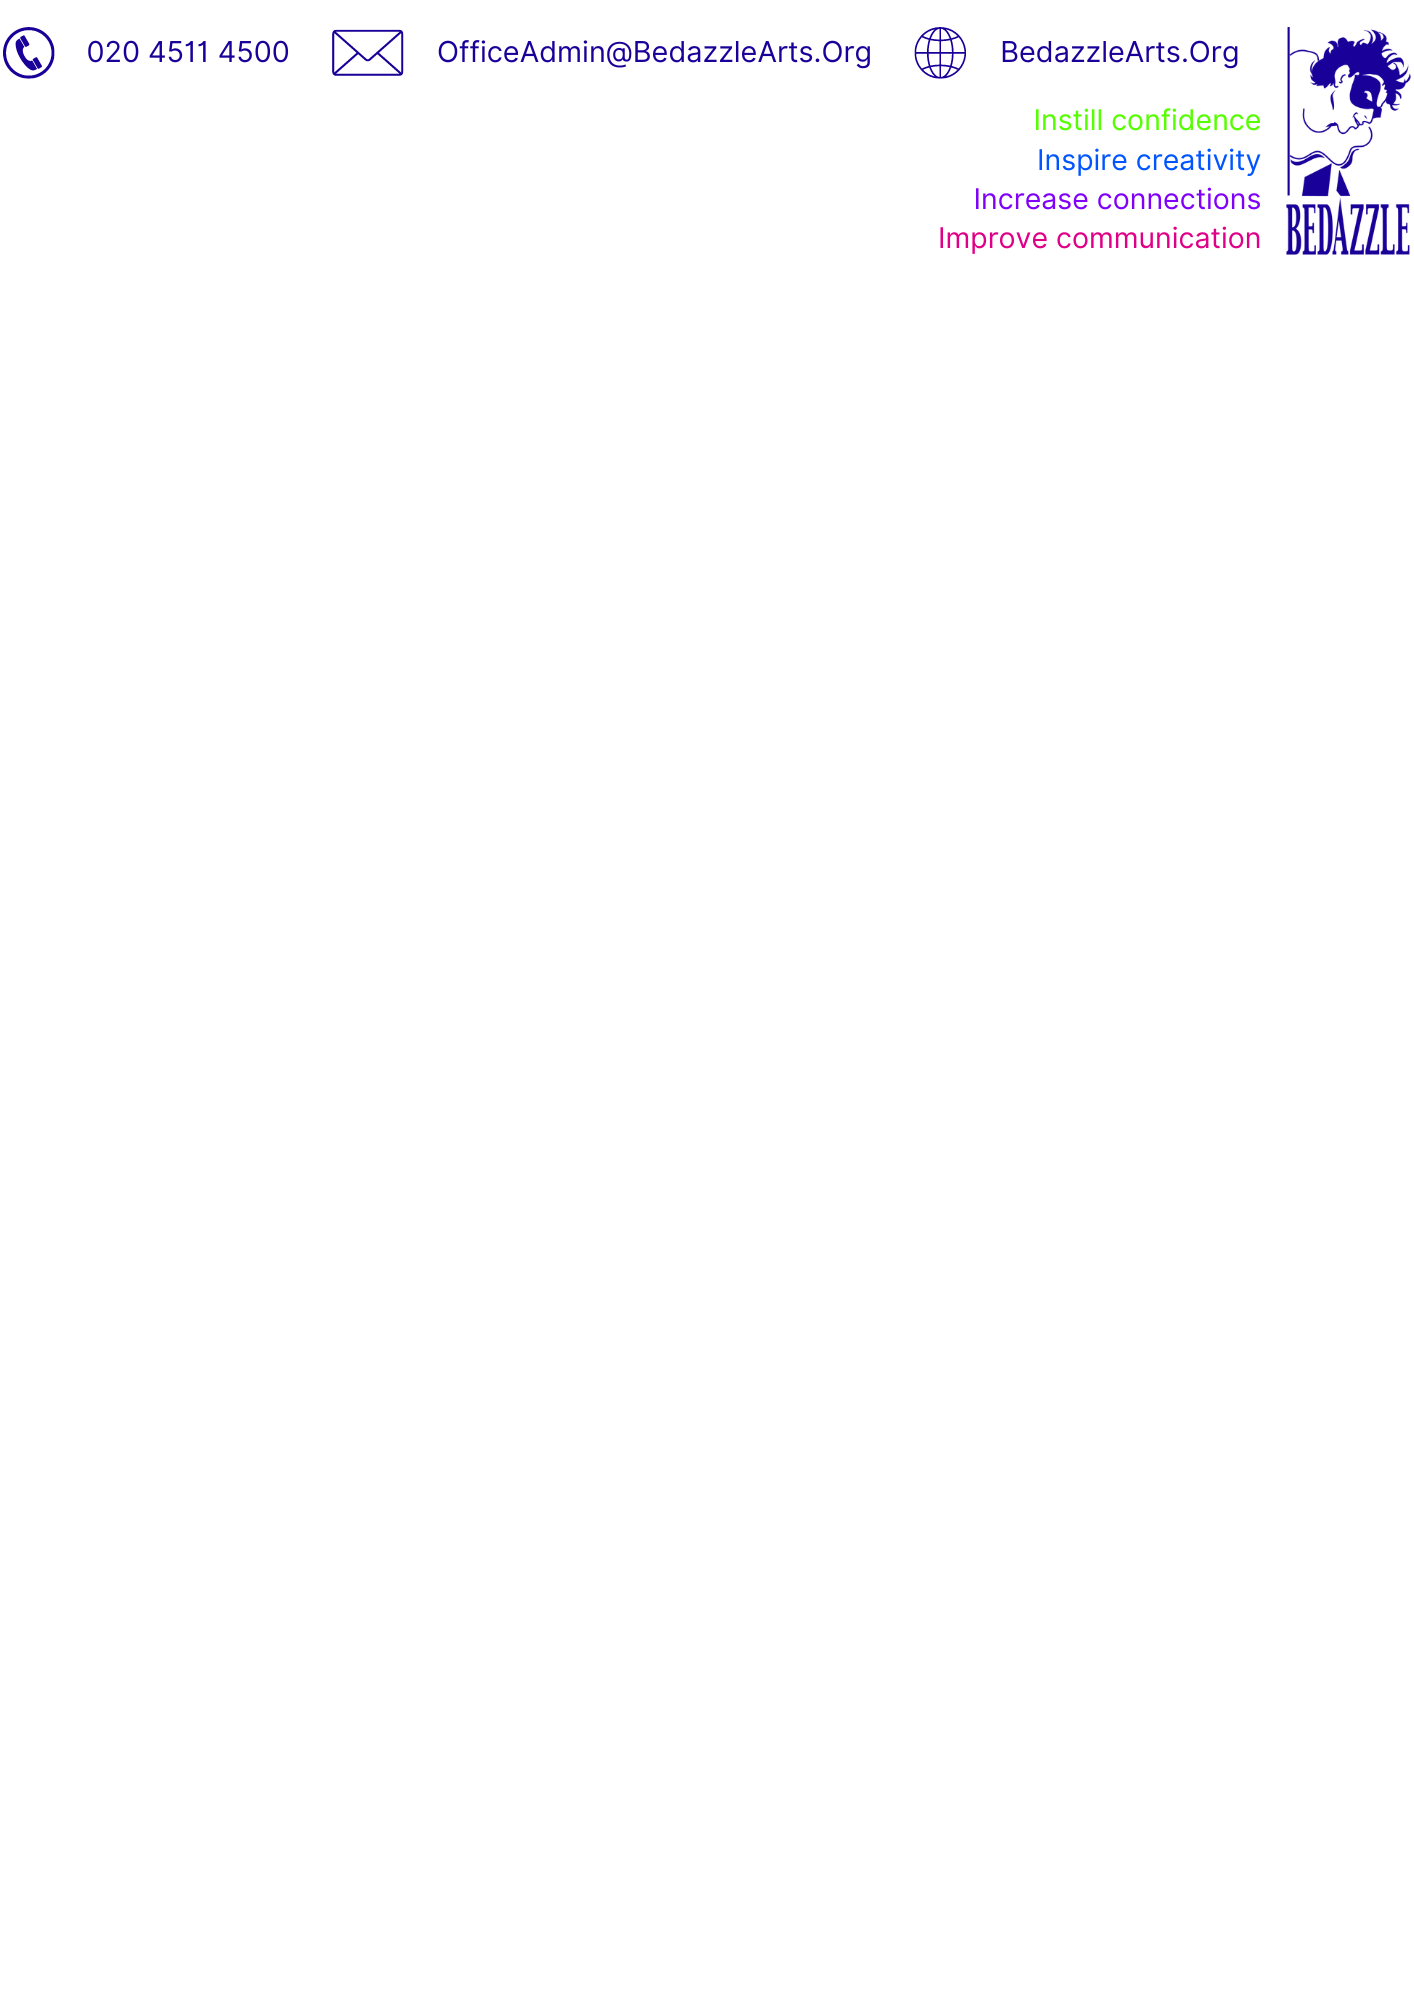 020 4511 4500 OfficeAdmin@BedazzleArts.Org BedazzleArts.Org
Instill confidence
Inspire creativity
Increase connections
Improve communication
BEDAZZLE